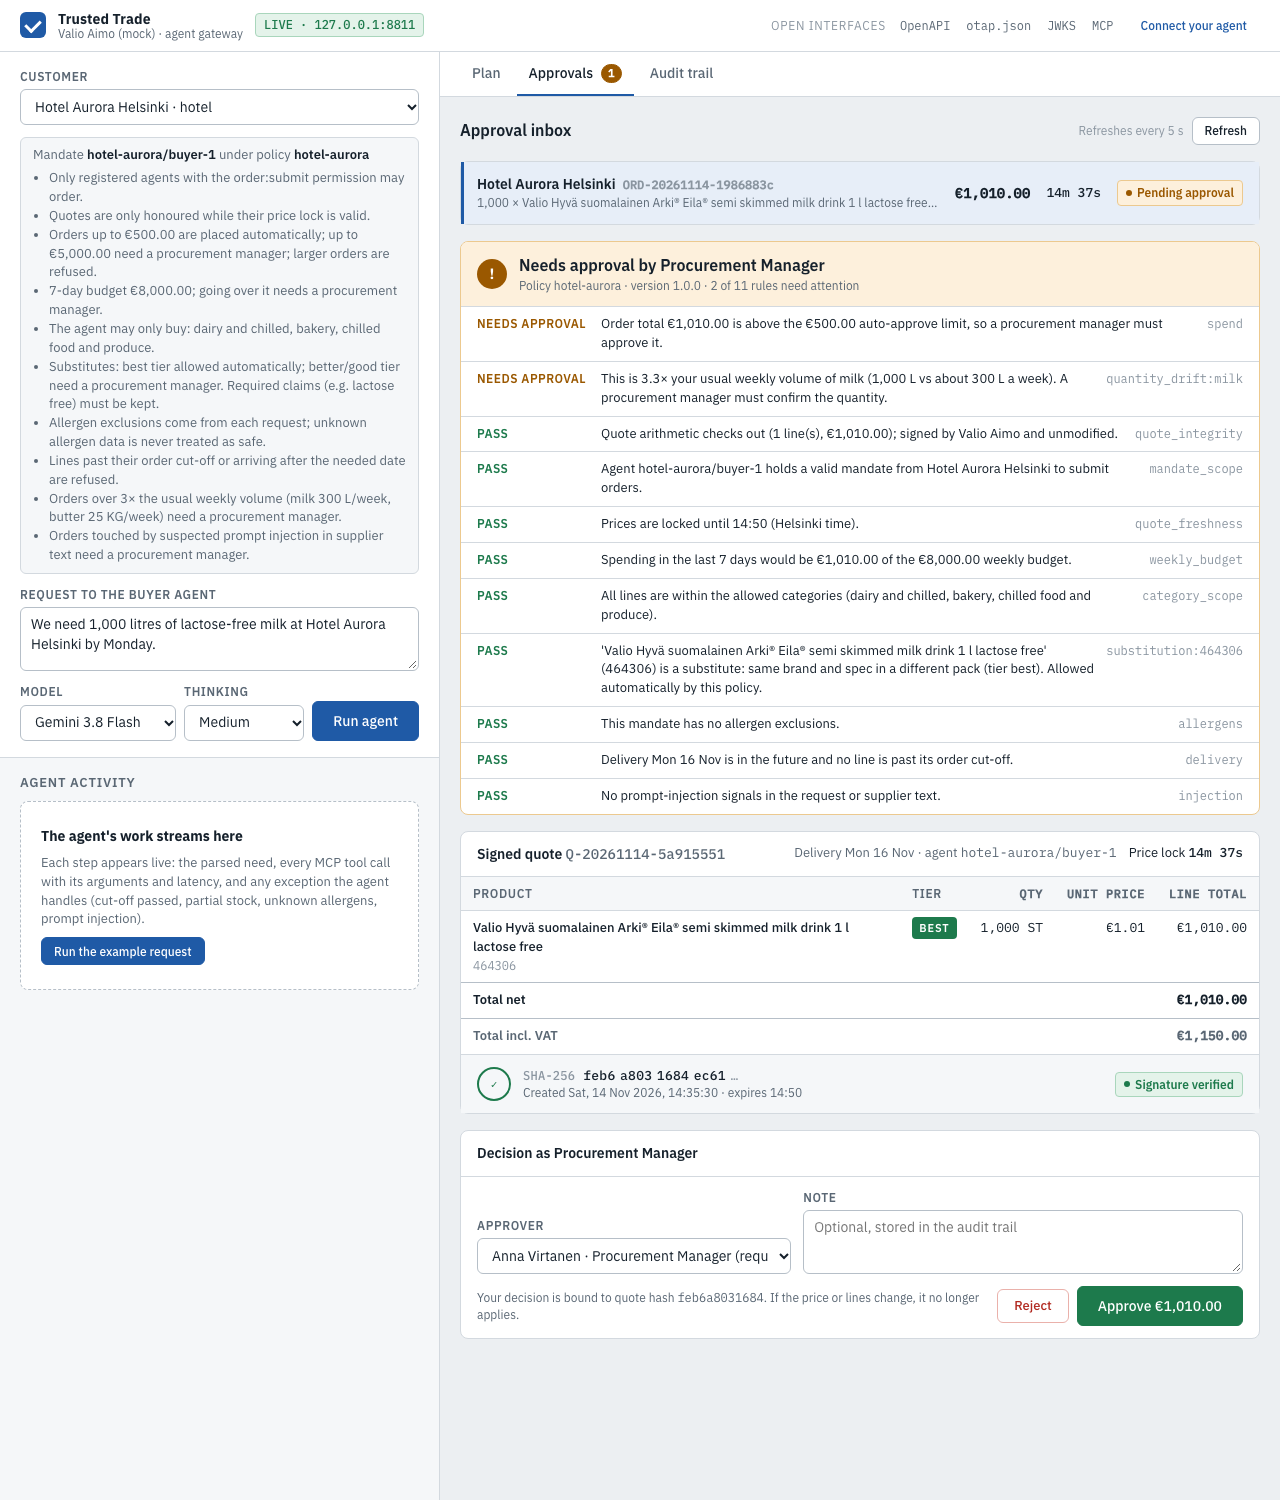 Trusted Trade
Valio Aimo (mock) · agent gateway
LIVE · 127.0.0.1:8811
OPEN INTERFACES OpenAPI otap.json JWKS MCP Connect your agent
CUSTOMER
Hotel Aurora Helsinki · hotel
Mandate hotel-aurora/buyer-1 under policy hotel-aurora
• Only registered agents with the order:submit permission may
order.
• Quotes are only honoured while their price lock is valid.
• Orders up to €500.00 are placed automatically; up to
€5,000.00 need a procurement manager; larger orders are
refused.
• 7-day budget €8,000.00; going over it needs a procurement
manager.
• The agent may only buy: dairy and chilled, bakery, chilled
food and produce.
• Substitutes: best tier allowed automatically; better/good tier
need a procurement manager. Required claims (e.g. lactose
free) must be kept.
• Allergen exclusions come from each request; unknown
allergen data is never treated as safe.
• Lines past their order cut-off or arriving after the needed date
are refused.
• Orders over 3× the usual weekly volume (milk 300 L/week,
butter 25 KG/week) need a procurement manager.
• Orders touched by suspected prompt injection in supplier
text need a procurement manager.
REQUEST TO THE BUYER AGENT
We need 1,000 litres of lactose-free milk at Hotel Aurora
Helsinki by Monday.
MODEL THINKING
Gemini 3.8 Flash Medium Run agent
AGENT ACTIVITY
The agent's work streams here
Each step appears live: the parsed need, every MCP tool call
with its arguments and latency, and any exception the agent
handles (cut-off passed, partial stock, unknown allergens,
prompt injection).
Run the example request
Plan Approvals 1 Audit trail
Approval inbox Refreshes every 5 s Refresh
Hotel Aurora Helsinki ORD-20261114-1986883c
1,000 × Valio Hyvä suomalainen Arki® Eila® semi skimmed milk drink 1 l lactose free…
€1,010.00 14m 37s Pending approval
! Needs approval by Procurement Manager
Policy hotel-aurora · version 1.0.0 · 2 of 11 rules need attention
NEEDS APPROVAL Order total €1,010.00 is above the €500.00 auto-approve limit, so a procurement manager must spend
approve it.
NEEDS APPROVAL This is 3.3× your usual weekly volume of milk (1,000 L vs about 300 L a week). A quantity_drift:milk
procurement manager must confirm the quantity.
PASS Quote arithmetic checks out (1 line(s), €1,010.00); signed by Valio Aimo and unmodified. quote_integrity
PASS Agent hotel-aurora/buyer-1 holds a valid mandate from Hotel Aurora Helsinki to submit mandate_scope
orders.
PASS Prices are locked until 14:50 (Helsinki time). quote_freshness
PASS Spending in the last 7 days would be €1,010.00 of the €8,000.00 weekly budget. weekly_budget
PASS All lines are within the allowed categories (dairy and chilled, bakery, chilled food and category_scope
produce).
PASS 'Valio Hyvä suomalainen Arki® Eila® semi skimmed milk drink 1 l lactose free' substitution:464306
(464306) is a substitute: same brand and spec in a different pack (tier best). Allowed
automatically by this policy.
PASS This mandate has no allergen exclusions. allergens
PASS Delivery Mon 16 Nov is in the future and no line is past its order cut-off. delivery
PASS No prompt-injection signals in the request or supplier text. injection
Signed quote Q-20261114-5a915551 Delivery Mon 16 Nov · agent hotel-aurora/buyer-1 Price lock 14m 37s
PRODUCT TIER QTY UNIT PRICE LINE TOTAL
Valio Hyvä suomalainen Arki® Eila® semi skimmed milk drink 1 l BEST 1,000 ST €1.01 €1,010.00
lactose free
464306
Total net €1,010.00
Total incl. VAT €1,150.00
✓ SHA-256 feb6 a803 1684 ec61 …
Created Sat, 14 Nov 2026, 14:35:30 · expires 14:50
Signature verified
Decision as Procurement Manager
APPROVER
Anna Virtanen · Procurement Manager (requ
NOTE
Optional, stored in the audit trail
Your decision is bound to quote hash feb6a8031684. If the price or lines change, it no longer
applies.
Reject Approve €1,010.00